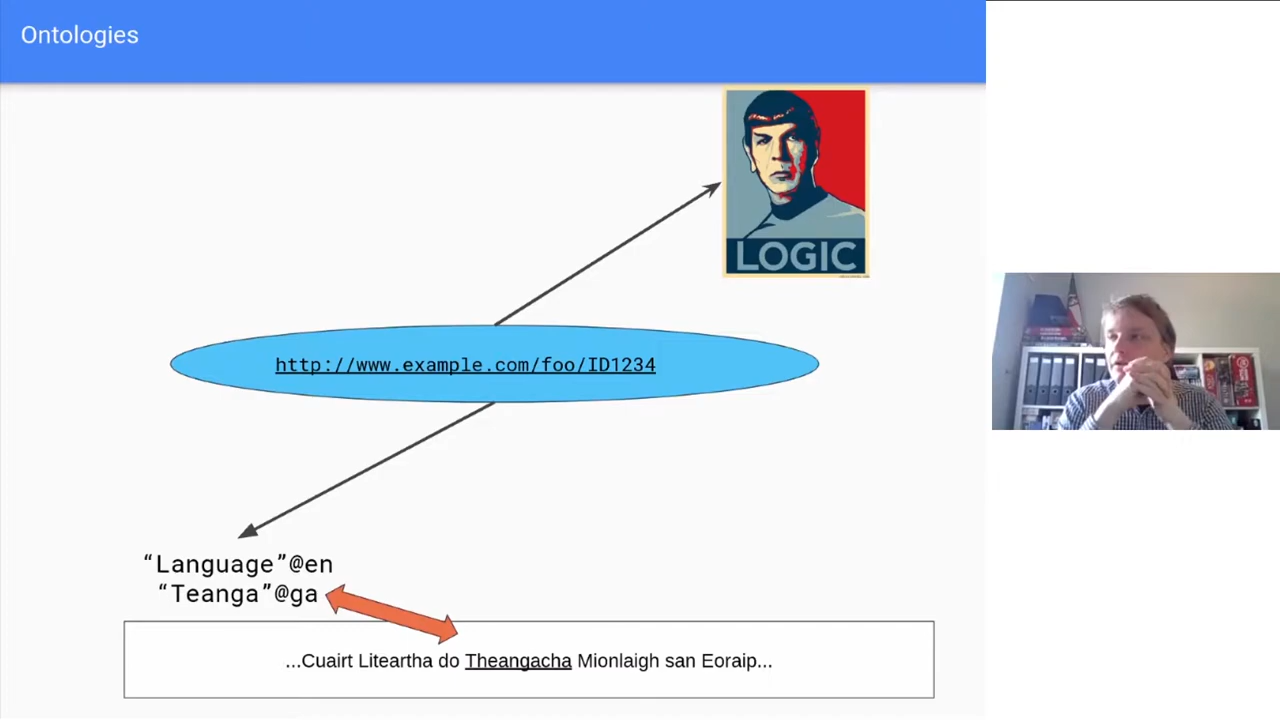 Ontologies
LOGIC
http://www.example.com/foo/ID1234
“Language”@en
“Teanga”@ga
...Cuairt Liteartha do Theangacha Mionlaigh san Eoraip...